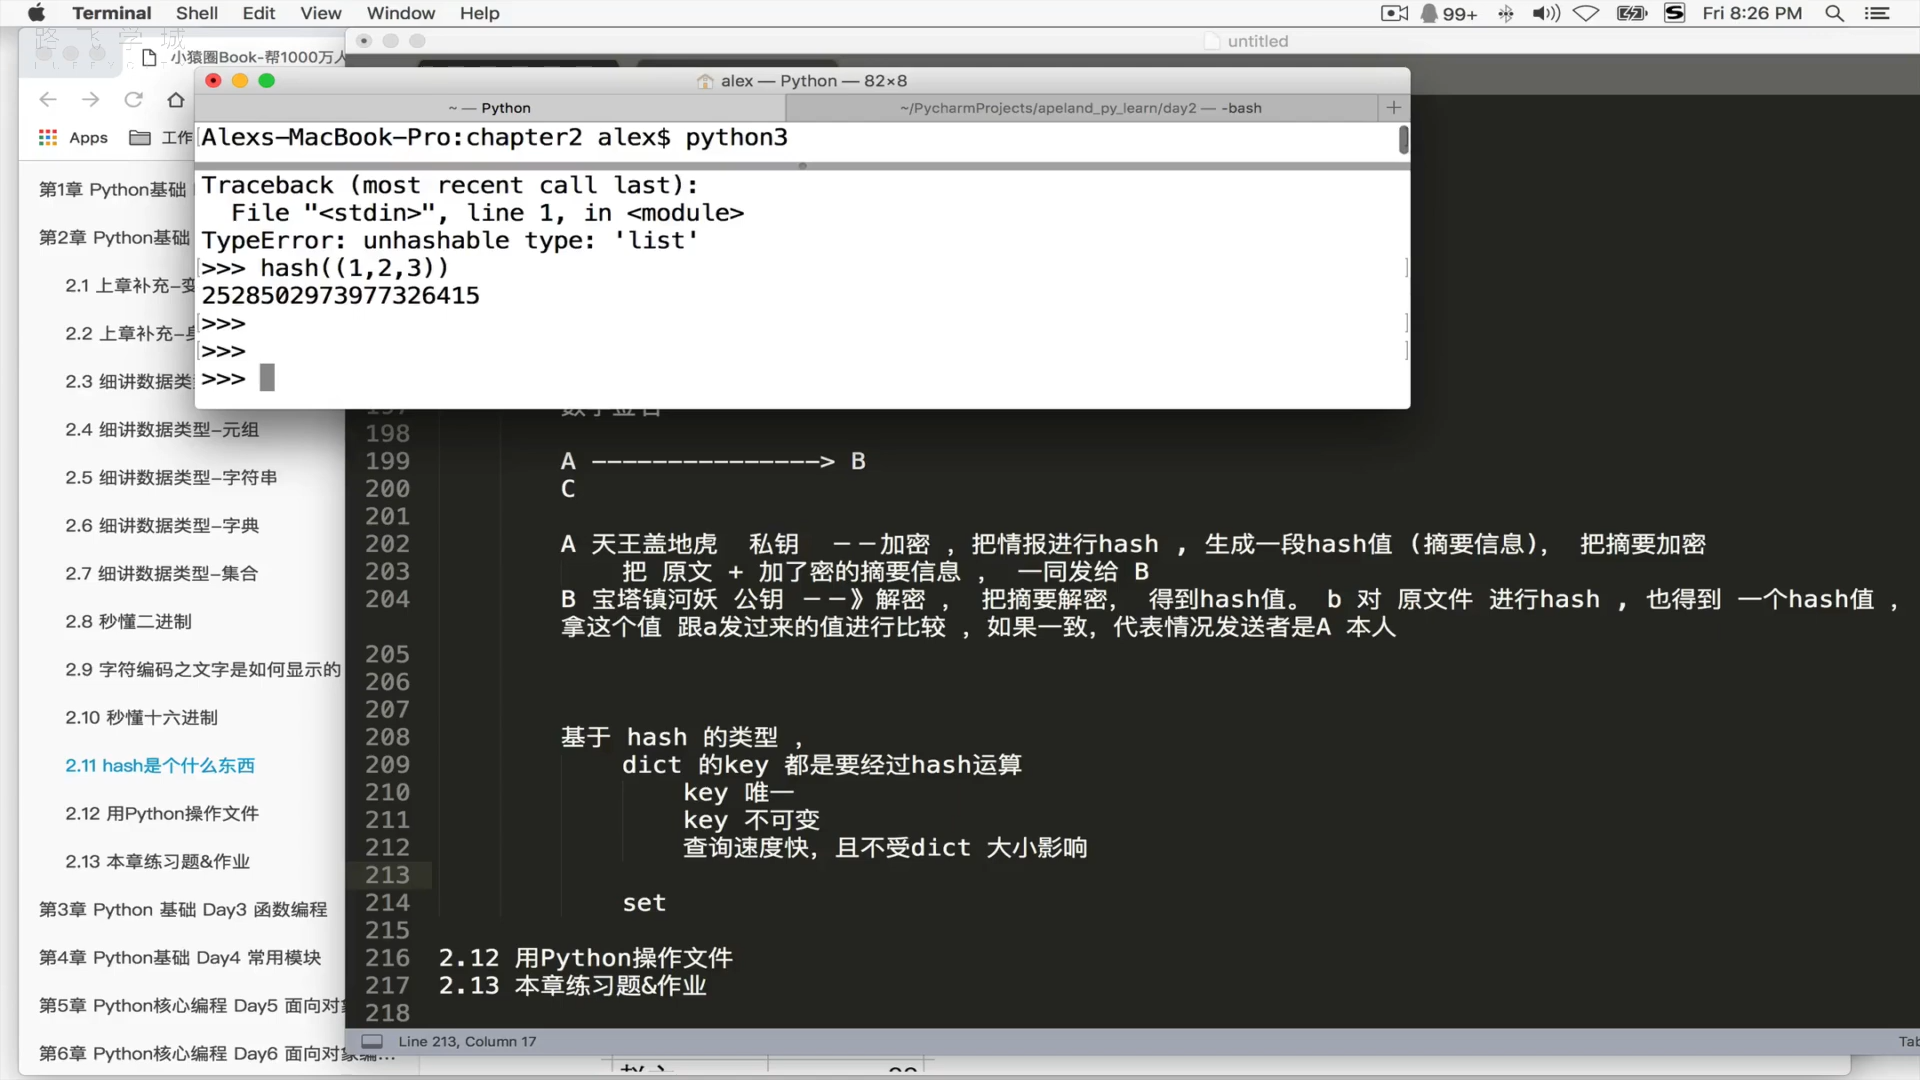 Terminal Shell Edit View Window Help
99+ Fri 8:26 PM
路飞学城
小猿圈Book-帮1000万人
untitled
alex — Python — 82×8
~ — Python
~/PycharmProjects/apeland_py_learn/day2 — -bash
Apps 工作
Alexs-MacBook-Pro:chapter2 alex$ python3
Traceback (most recent call last):
File "<stdin>", line 1, in <module>
TypeError: unhashable type: 'list'
>>> hash((1,2,3))
2528502973977326415
>>>
>>>
>>>
第1章 Python基础
第2章 Python基础
2.1 上章补充-变
2.2 上章补充-身
2.3 细讲数据类
2.4 细讲数据类型-元组
2.5 细讲数据类型-字符串
2.6 细讲数据类型-字典
2.7 细讲数据类型-集合
2.8 秒懂二进制
2.9 字符编码之文字是如何显示的
2.10 秒懂十六进制
2.11 hash是个什么东西
2.12 用Python操作文件
2.13 本章练习题&作业
第3章 Python 基础 Day3 函数编程
第4章 Python基础 Day4 常用模块
第5章 Python核心编程 Day5 面向对象
第6章 Python核心编程 Day6 面向对象编...
197 数字签名
198
199 A ---------------> B
200 C
201
202 A 天王盖地虎 私钥 --加密 ，把情报进行hash ，生成一段hash值 (摘要信息)， 把摘要加密
203 把 原文 + 加了密的摘要信息 ， 一同发给 B
204 B 宝塔镇河妖 公钥 --》解密 ， 把摘要解密， 得到hash值。 b 对 原文件 进行hash ，也得到 一个hash值 ，
拿这个值 跟a发过来的值进行比较 ，如果一致，代表情况发送者是A 本人
205
206
207
208 基于 hash 的类型 ，
209 dict 的key 都是要经过hash运算
210 key 唯一
211 key 不可变
212 查询速度快，且不受dict 大小影响
213
214 set
215
216 2.12 用Python操作文件
217 2.13 本章练习题&作业
218
Line 213, Column 17
Tab